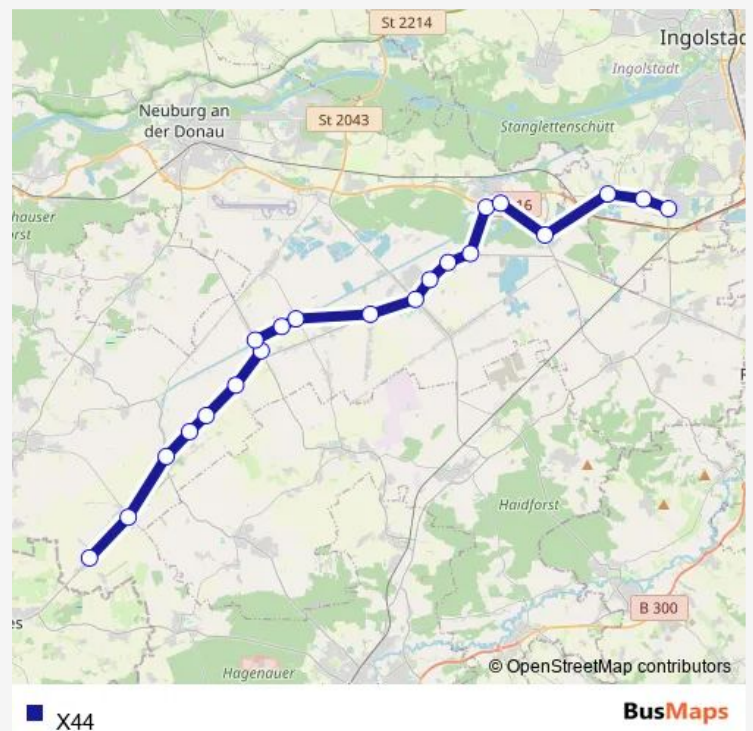 St 2214
Ingolstad
Ingolstadt
Neuburg an
der Donau
St 2043
Stanglettenschütt
16
hauser
orst
Haidforst
B 300
es
Hagenauer
© OpenStreetMap contributors
X44
BusMaps